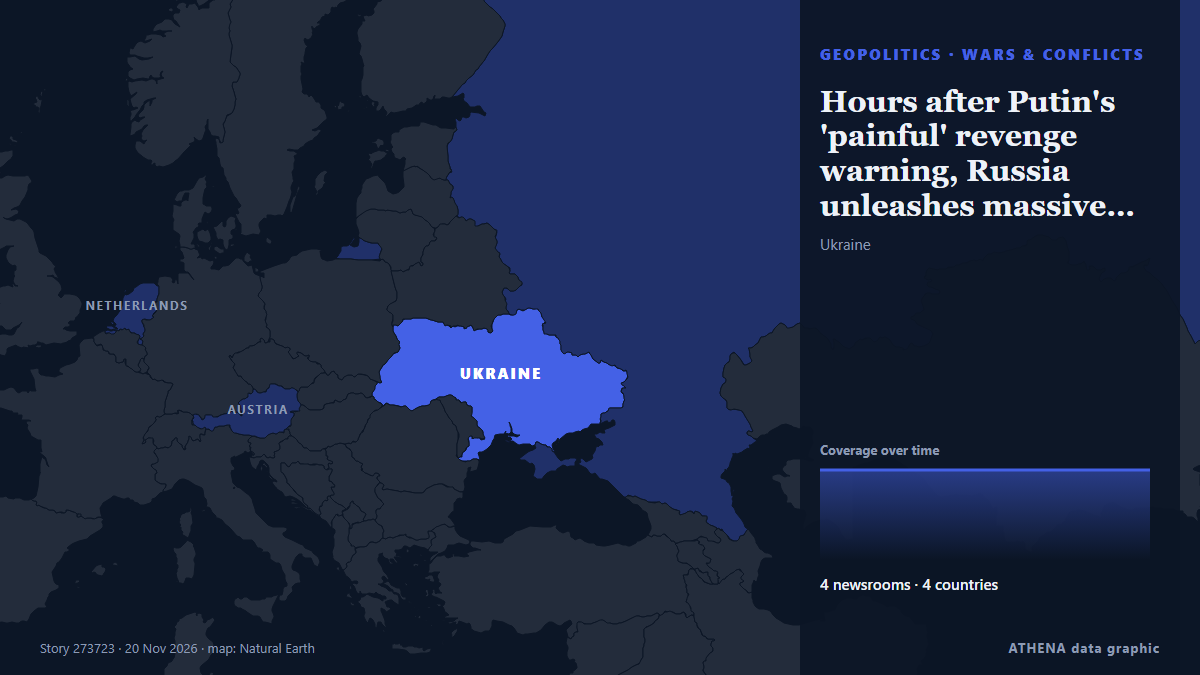 GEOPOLITICS · WARS & CONFLICTS
Hours after Putin's
'painful' revenge
warning, Russia
unleashes massive...
Ukraine
NETHERLANDS
UKRAINE
AUSTRIA
Coverage over time
4 newsrooms · 4 countries
Story 273723 · 20 Nov 2026 · map: Natural Earth
ATHENA data graphic